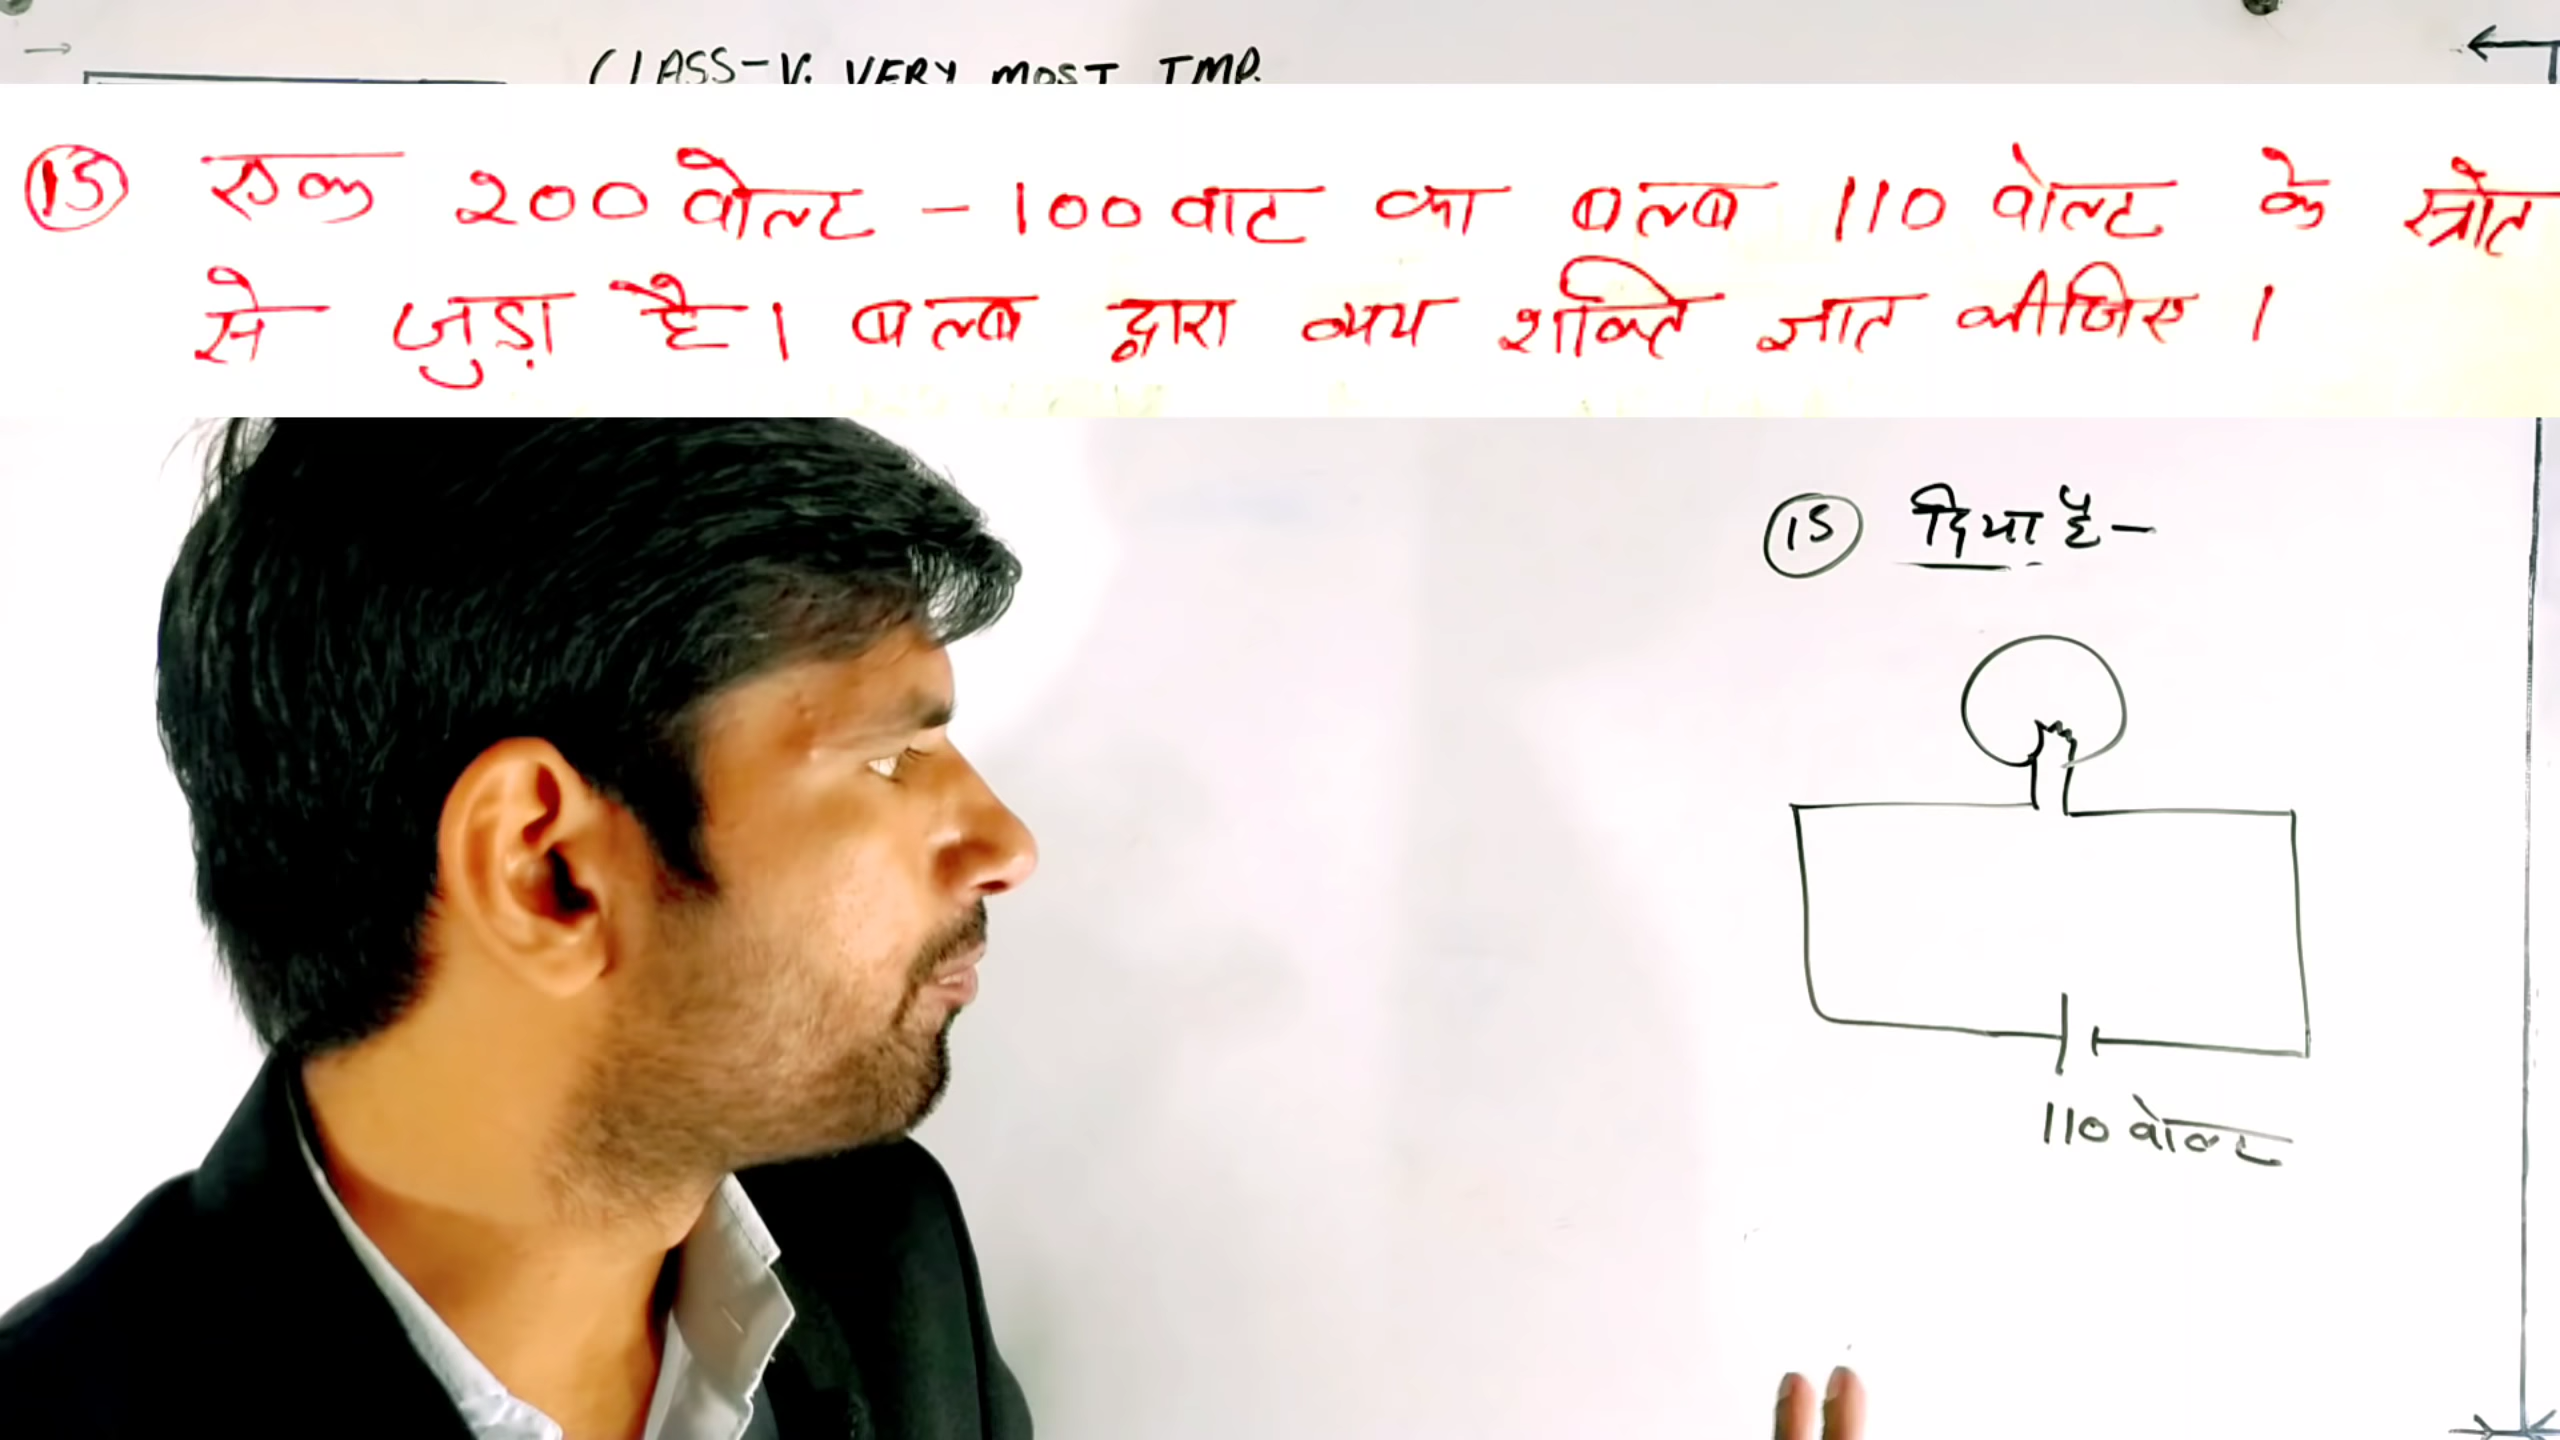 CLASS-V. VERY MOST IMP.
15 एक 200 वोल्ट - 100 वाट का बल्ब 110 वोल्ट के स्त्रोत
से जुड़ा है। बल्ब द्वारा व्यय शक्ति ज्ञात कीजिए ।
15 दिया है-
110 वोल्ट